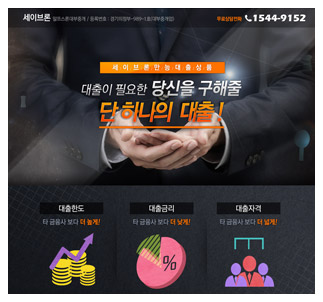 세이브론
무료상담전화 1544-9152
세이브론만능대출상품
대출이 필요한 당신을 구해줄
단 하나의 대출!
대출한도 대출금리 대출자격
타 금융사 보다 더 높게! 타 금융사 보다 더 낮게! 타 금융사 보다 더 쉽게!
%